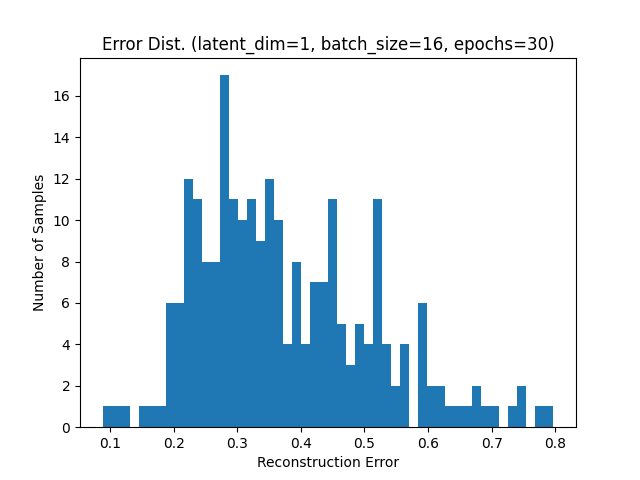 Error Dist. (latent_dim=1, batch_size=16, epochs=30)
16
14
12
10
8
6
4
2
0
Number of Samples
0.1 0.2 0.3 0.4 0.5 0.6 0.7 0.8
Reconstruction Error